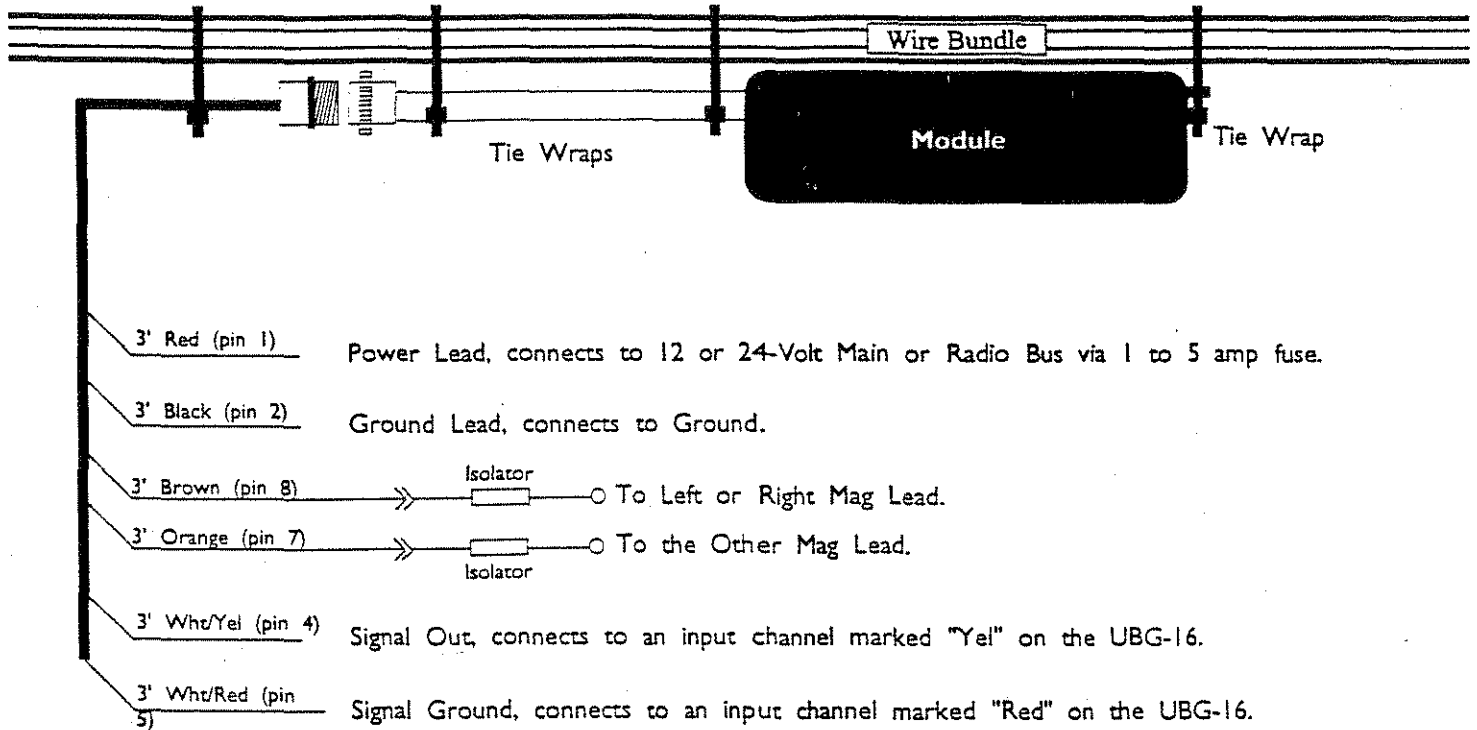 Wire Bundle
Module
Tie Wraps
Tie Wrap
3' Red (pin 1)
Power Lead, connects to 12 or 24-Volt Main or Radio Bus via 1 to 5 amp fuse.
3' Black (pin 2)
Ground Lead, connects to Ground.
Isolator
3' Brown (pin 8)
To Left or Right Mag Lead.
3' Orange (pin 7)
To the Other Mag Lead.
Isolator
3' Wht/Yel (pin 4)
Signal Out, connects to an input channel marked "Yel" on the UBG-16.
3' Wht/Red (pin
5)
Signal Ground, connects to an input channel marked "Red" on the UBG-16.